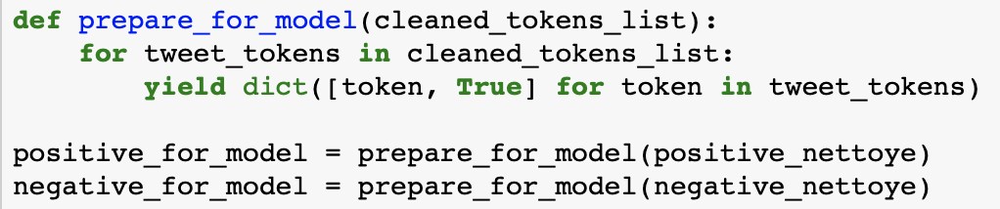 def prepare_for_model(cleaned_tokens_list):
    for tweet_tokens in cleaned_tokens_list:
        yield dict([token, True] for token in tweet_tokens)

positive_for_model = prepare_for_model(positive_nettoye)
negative_for_model = prepare_for_model(negative_nettoye)